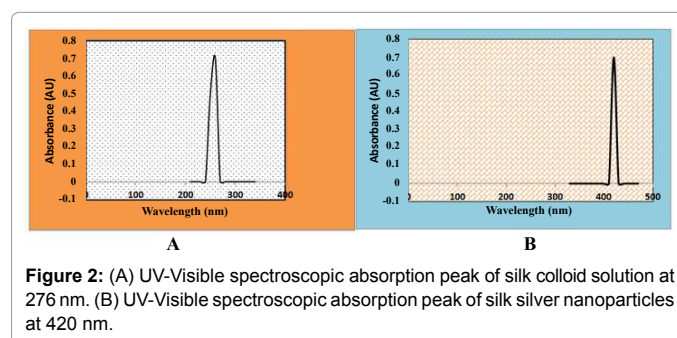 0.8
0.7
0.6
0.5
0.4
0.3
0.2
0.1
0
-0.1
Absorbance (AU)
0 100 200 300 400
Wavelength (nm)
A
0.8
0.7
0.6
0.5
0.4
0.3
0.2
0.1
0
-0.1
Absorbance (AU)
0 100 200 300 400 500
Wavelength (nm)
B
Figure 2: (A) UV-Visible spectroscopic absorption peak of silk colloid solution at
276 nm. (B) UV-Visible spectroscopic absorption peak of silk silver nanoparticles
at 420 nm.